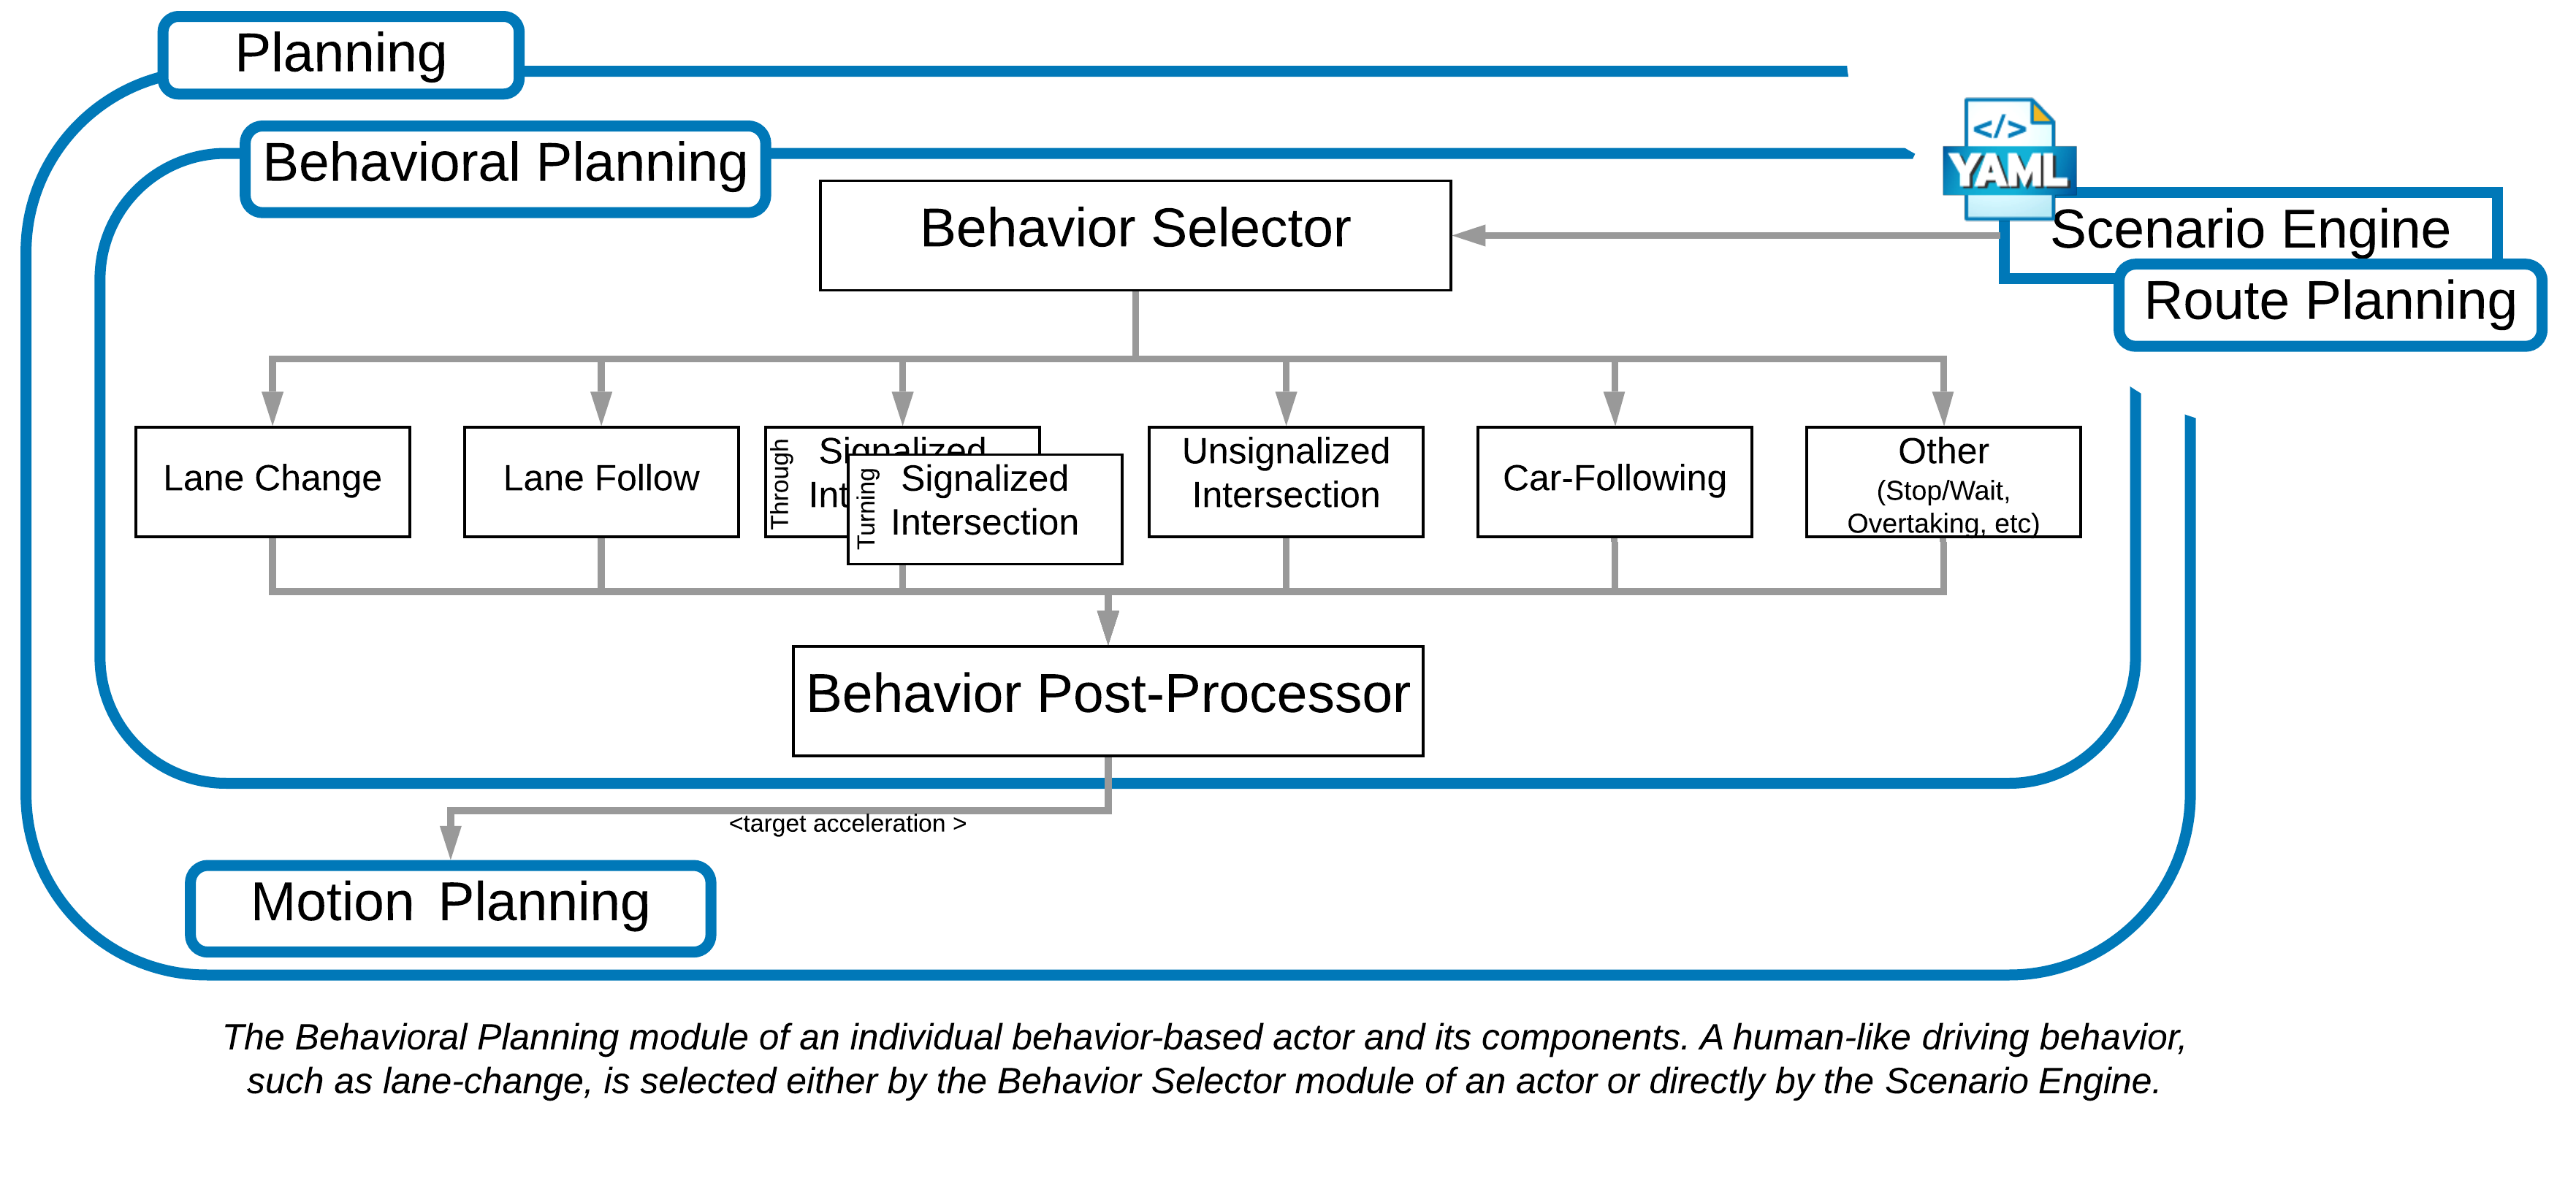 Planning
Behavioral Planning
</>
YAML
Behavior Selector
Scenario Engine
Route Planning
Lane Change
Lane Follow
Through
Signalized
Turning
Signalized
Intersection
Unsignalized
Intersection
Car-Following
Other
(Stop/Wait,
Overtaking, etc)
Behavior Post-Processor
<target acceleration >
Motion Planning
The Behavioral Planning module of an individual behavior-based actor and its components. A human-like driving behavior,
such as lane-change, is selected either by the Behavior Selector module of an actor or directly by the Scenario Engine.